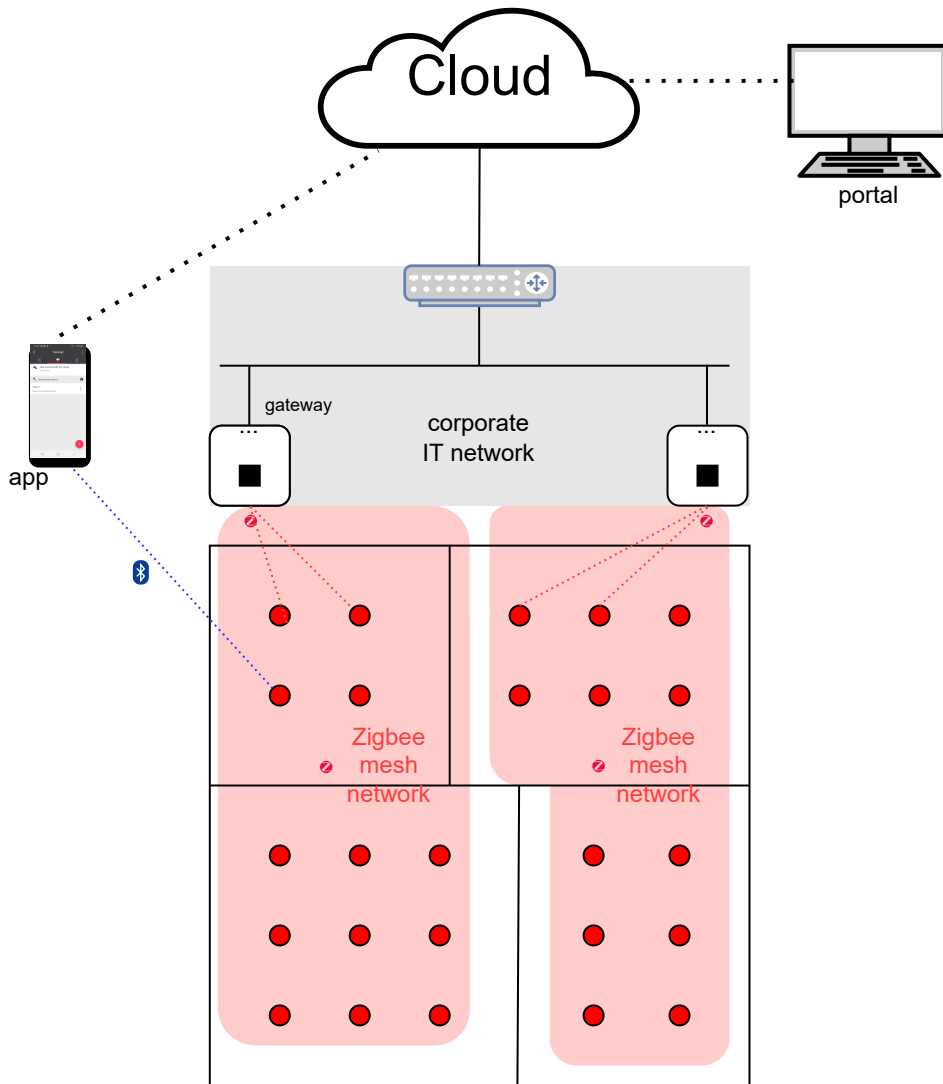 Cloud
portal
gateway
corporate
IT network
app
Zigbee
mesh
network
Zigbee
mesh
network